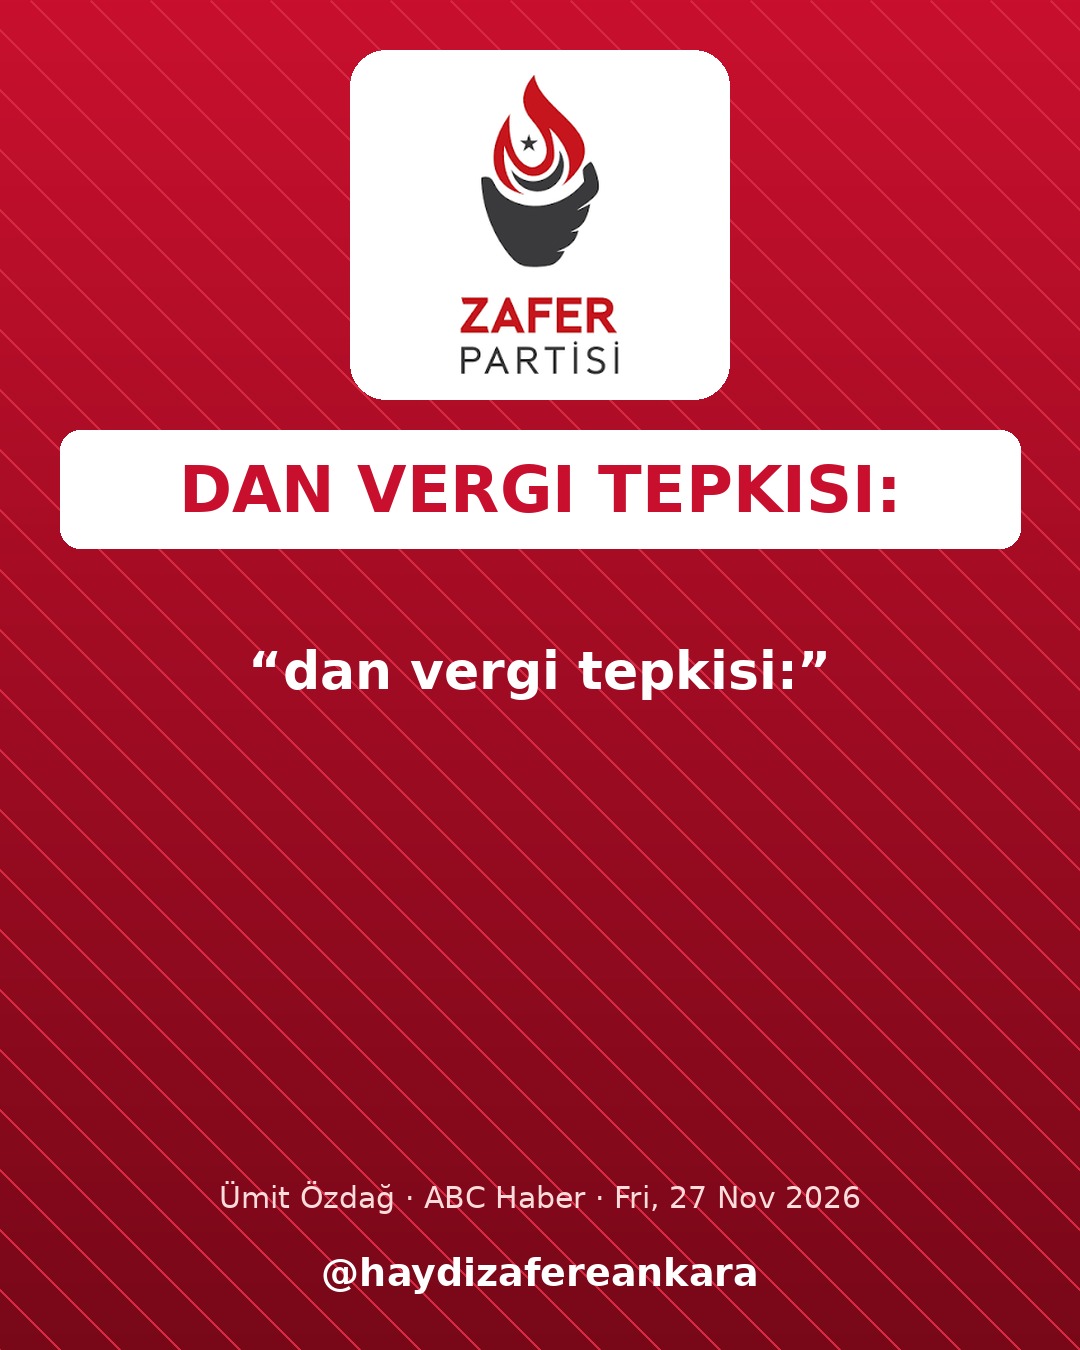 ZAFER
PARTİSİ
DAN VERGI TEPKISI:
“dan vergi tepkisi:”
Ümit Özdağ · ABC Haber · Fri, 27 Nov 2026
@haydizafereankara